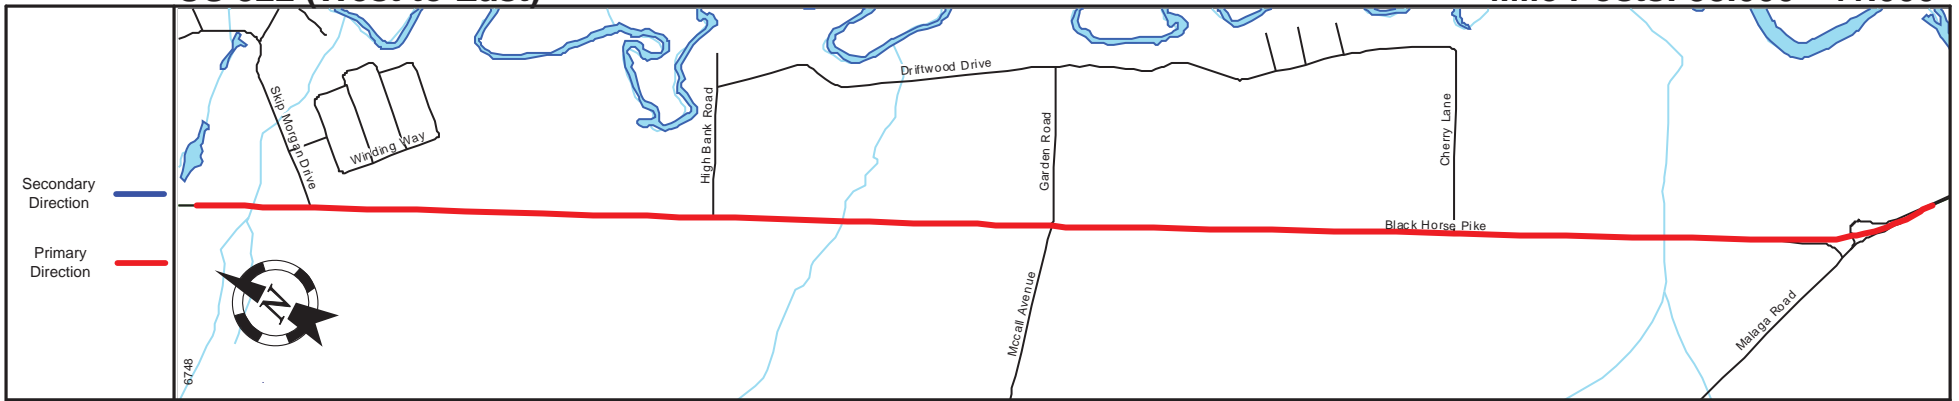 Secondary
Direction
Primary
Direction
Skip Morgan Drive
Winding Way
High Bank Road
Driftwood Drive
Garden Road
Cherry Lane
Black Horse Pike
Mccall Avenue
Malaga Road
N
6748